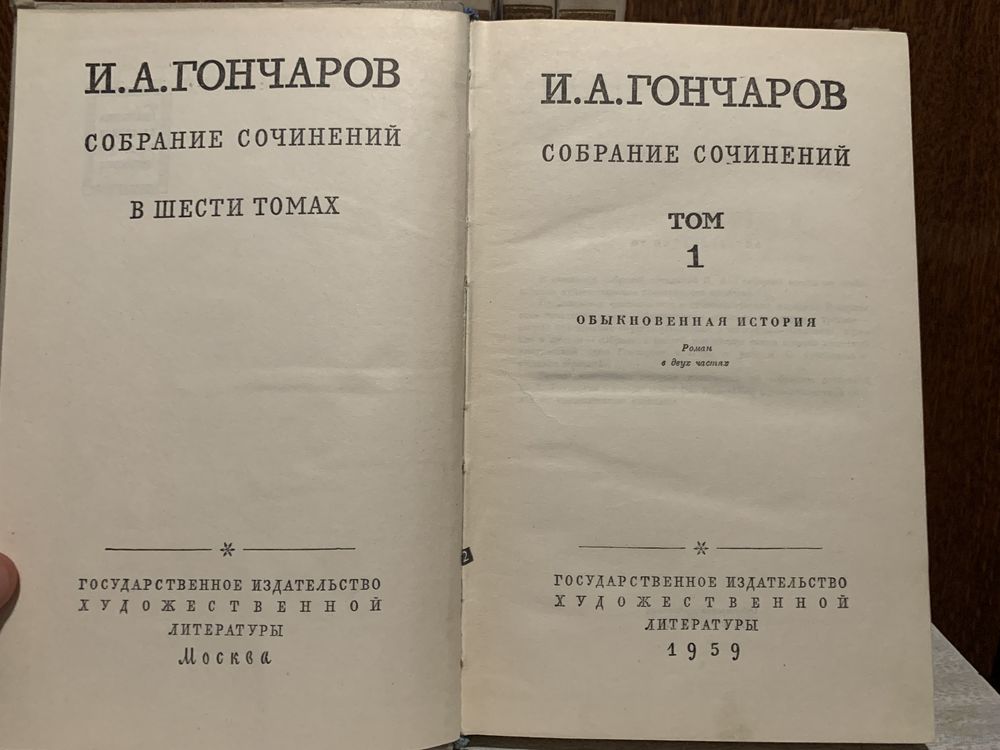 И.А.ГОНЧАРОВ
СОБРАНИЕ СОЧИНЕНИЙ
В ШЕСТИ ТОМАХ
ГОСУДАРСТВЕННОЕ ИЗДАТЕЛЬСТВО
ХУДОЖЕСТВЕННОЙ
ЛИТЕРАТУРЫ
Москва
И.А.ГОНЧАРОВ
СОБРАНИЕ СОЧИНЕНИЙ
ТОМ
1
ОБЫКНОВЕННАЯ ИСТОРИЯ
Роман
в двух частях
ГОСУДАРСТВЕННОЕ ИЗДАТЕЛЬСТВО
ХУДОЖЕСТВЕННОЙ
ЛИТЕРАТУРЫ
1959
2